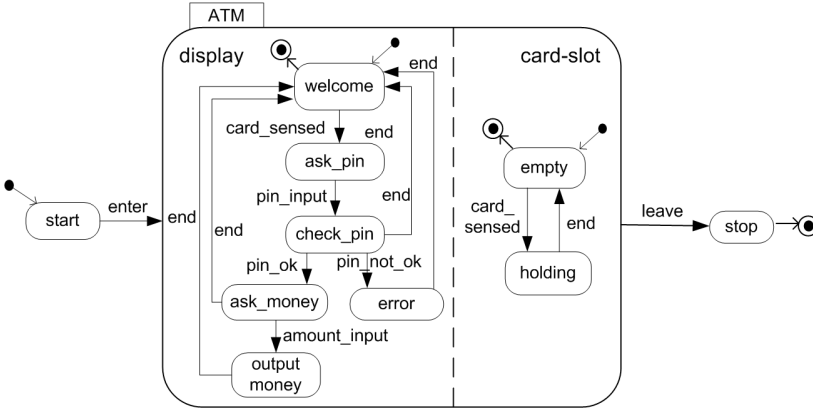 ATM
display
card-slot
end
welcome
card_sensed
end
ask_pin
empty
pin_input
end
card_
sensed
end
start
enter
end
end
check_pin
leave
stop
pin_ok
pin_not_ok
holding
ask_money
error
amount_input
output
money